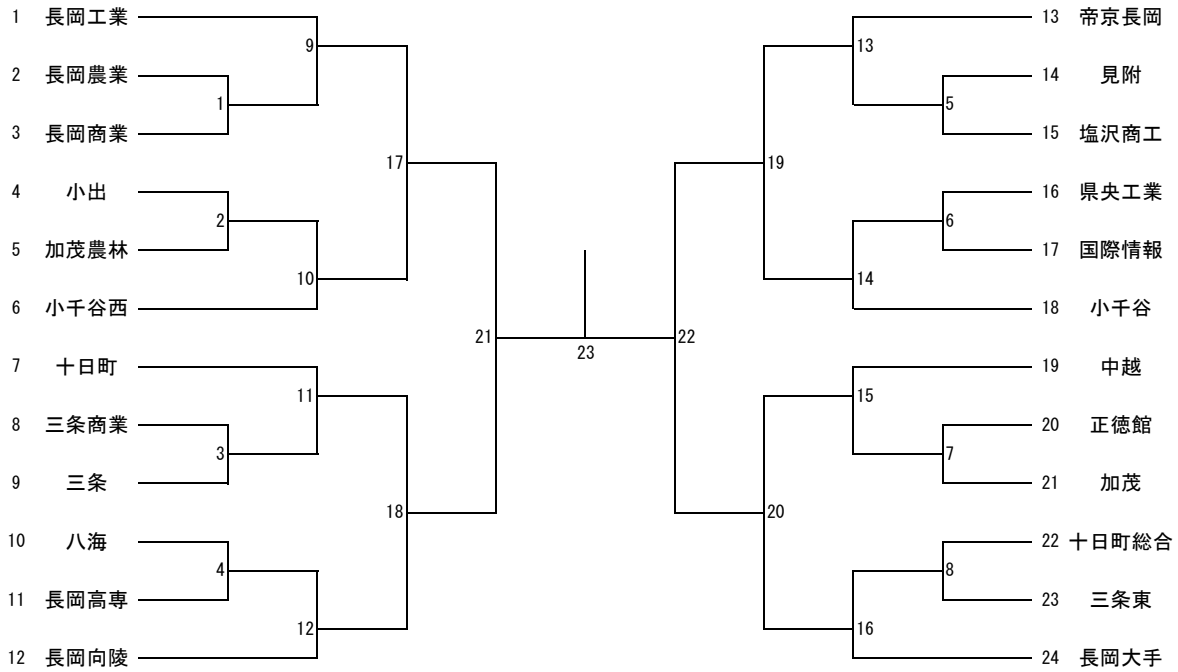 1 長岡工業
2 長岡農業
3 長岡商業
4 小出
5 加茂農林
6 小千谷西
7 十日町
8 三条商業
9 三条
10 八海
11 長岡高専
12 長岡向陵
9
1
17
2
10
21
11
3
18
4
12
23
13
5
19
6
14
22
15
7
20
8
16
13 帝京長岡
14 見附
15 塩沢商工
16 県央工業
17 国際情報
18 小千谷
19 中越
20 正徳館
21 加茂
22 十日町総合
23 三条東
24 長岡大手